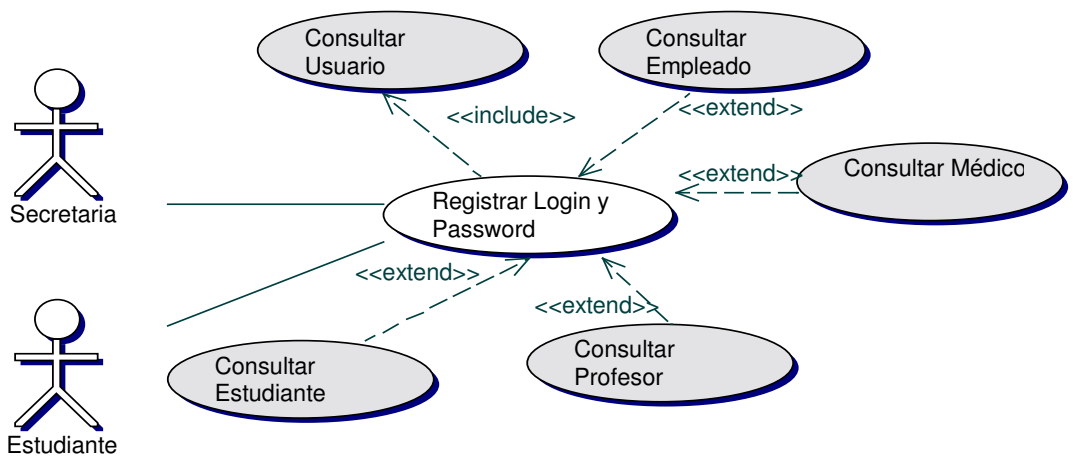 Consultar
Usuario
Consultar
Empleado
<<include>>
<<extend>>
Consultar Médico
<<extend>>
Secretaria
Registrar Login y
Password
<<extend>>
<<extend>>
Consultar
Estudiante
Consultar
Profesor
Estudiante